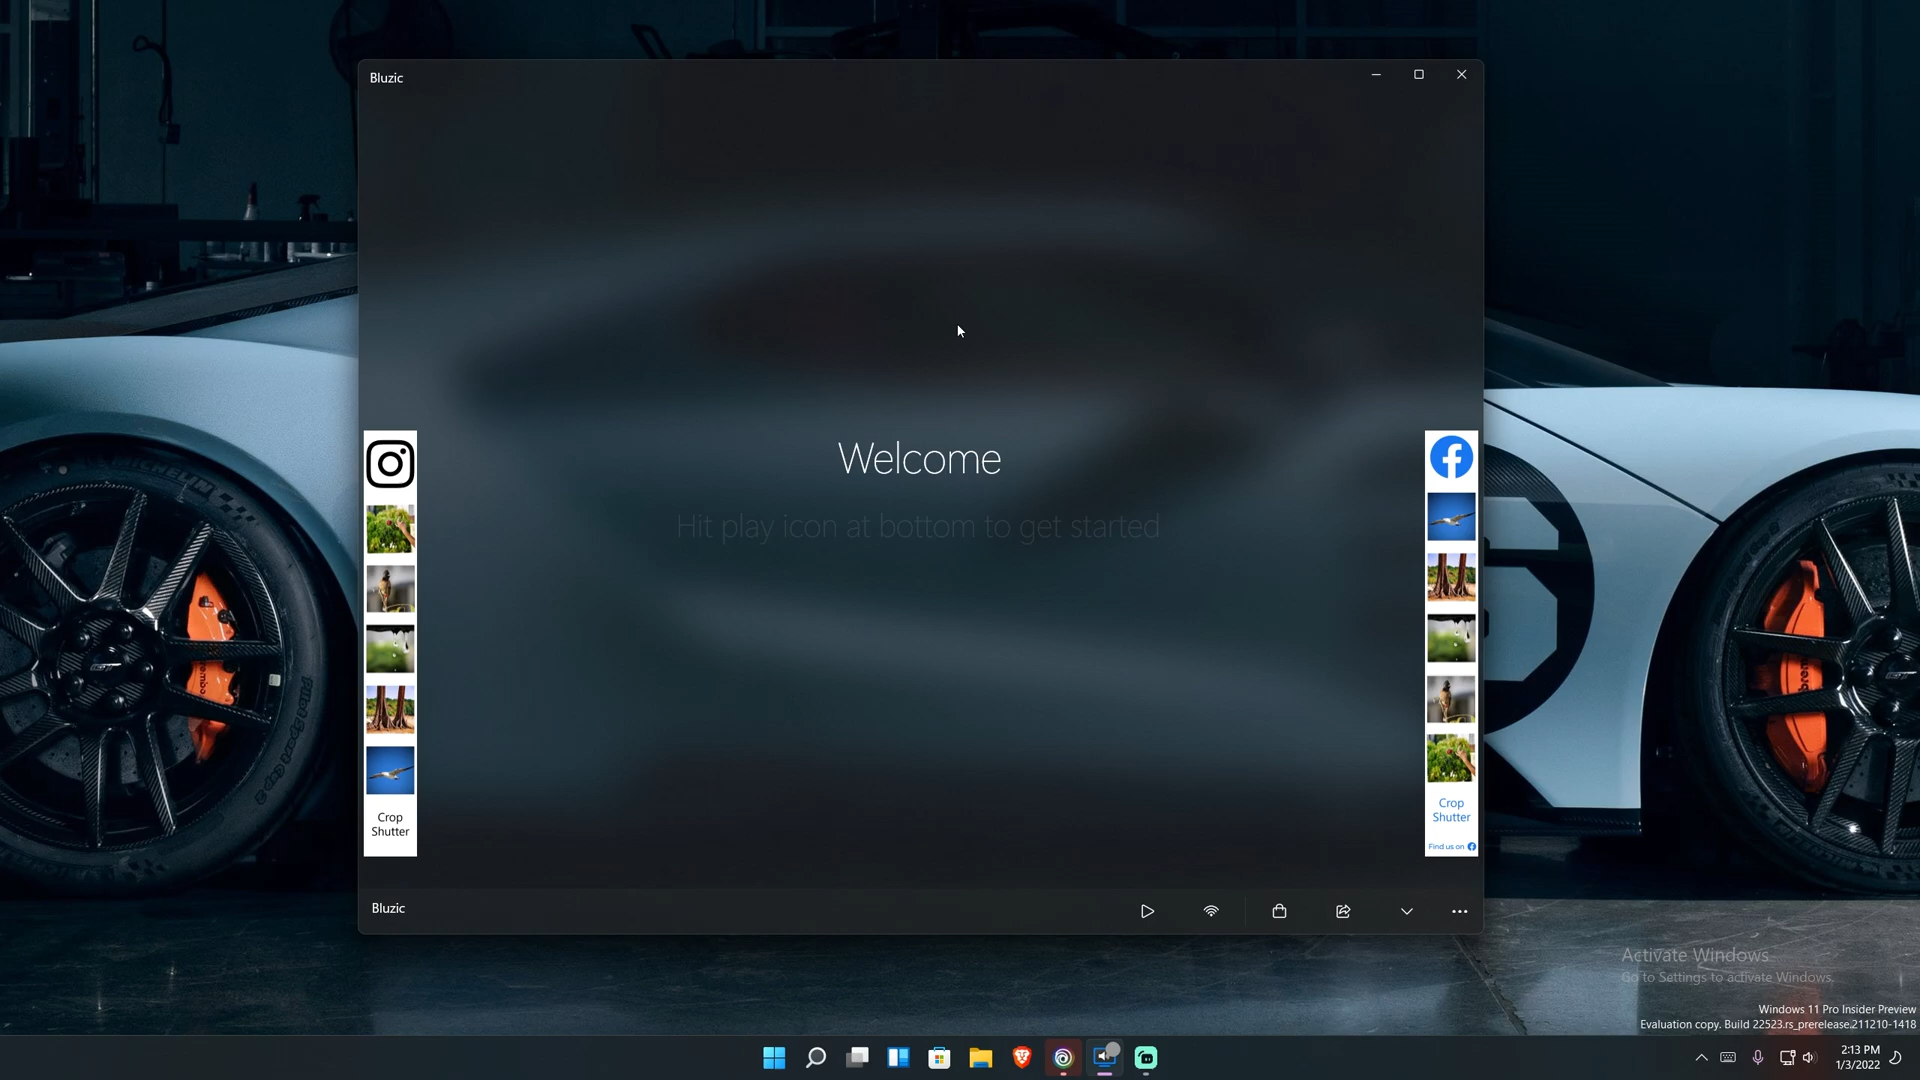 Bluzic
Welcome
Hit play icon at bottom to get started
Crop
Shutter
Crop
Shutter
Find us on
Bluzic
Activate Windows
Go to Settings to activate Windows.
Windows 11 Pro Insider Preview
Evaluation copy. Build 22523.rs_prerelease.211210-1418
2:13 PM
1/3/2022